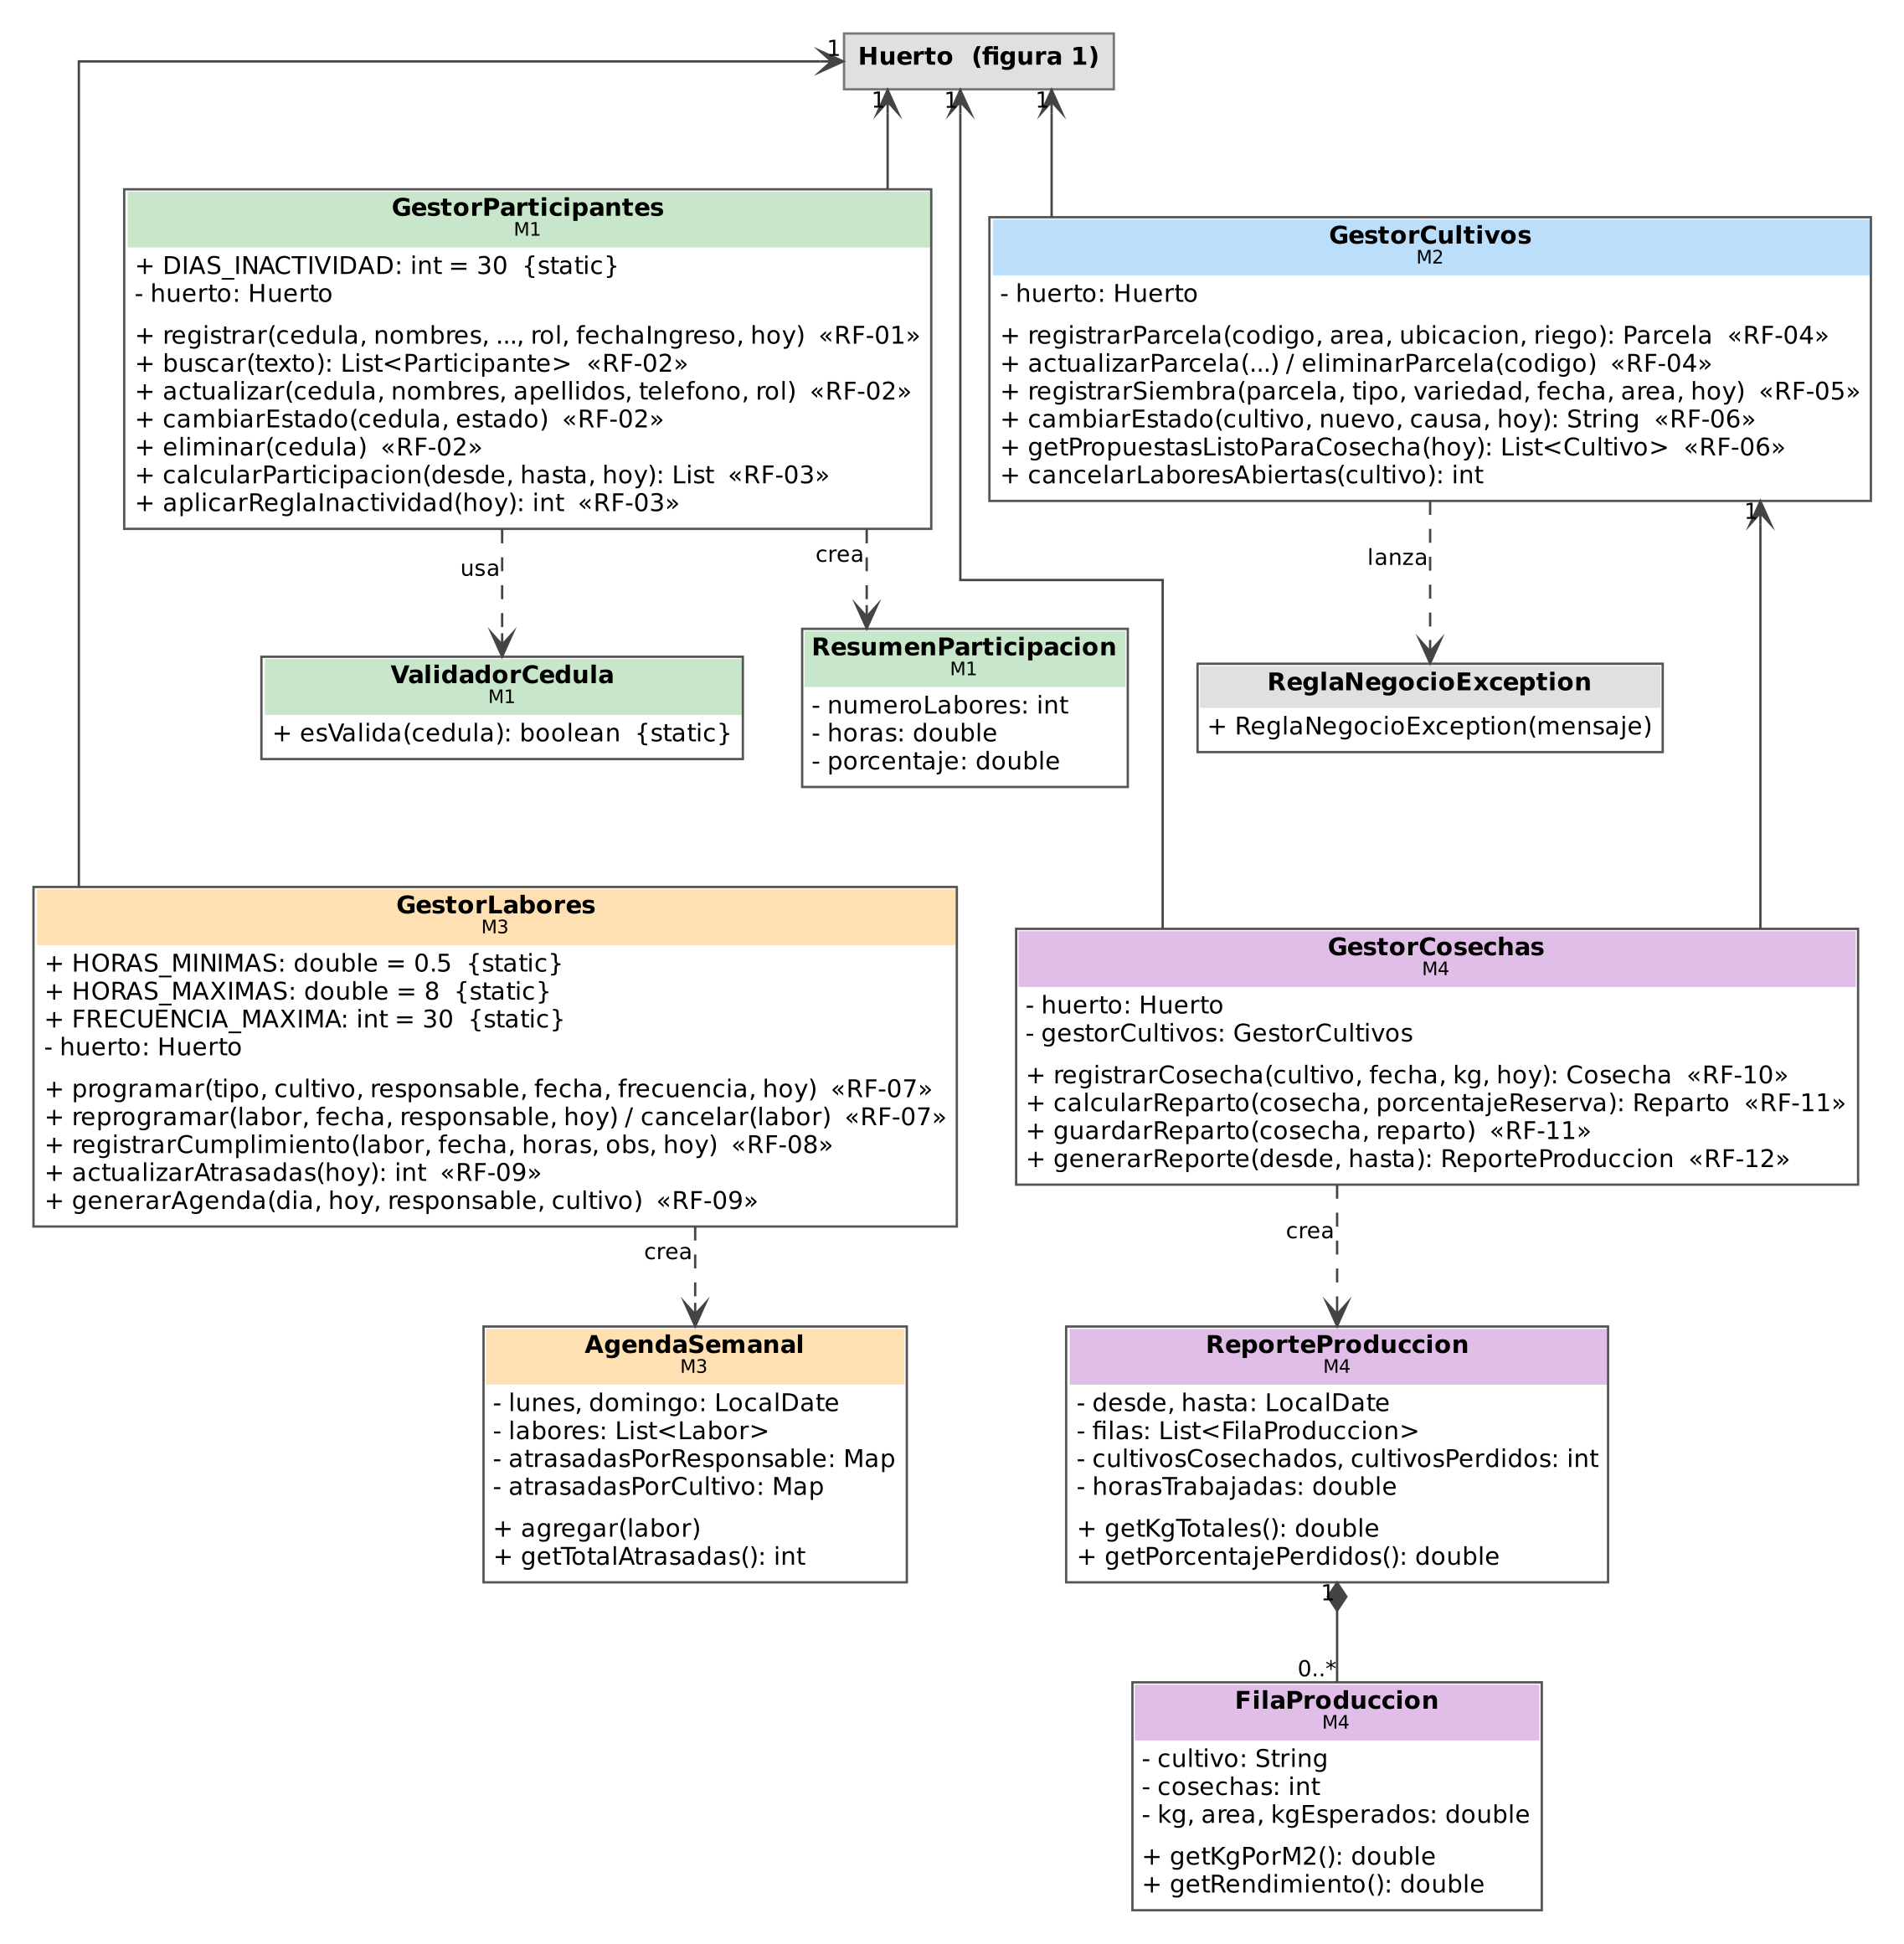 Huerto  (figura 1)
1
1
1
1
GestorParticipantes
M1
+ DIAS_INACTIVIDAD: int = 30  {static}
- huerto: Huerto
+ registrar(cedula, nombres, ..., rol, fechaIngreso, hoy)  «RF-01»
+ buscar(texto): List<Participante>  «RF-02»
+ actualizar(cedula, nombres, apellidos, telefono, rol)  «RF-02»
+ cambiarEstado(cedula, estado)  «RF-02»
+ eliminar(cedula)  «RF-02»
+ calcularParticipacion(desde, hasta, hoy): List  «RF-03»
+ aplicarReglaInactividad(hoy): int  «RF-03»
GestorCultivos
M2
- huerto: Huerto
+ registrarParcela(codigo, area, ubicacion, riego): Parcela  «RF-04»
+ actualizarParcela(...) / eliminarParcela(codigo)  «RF-04»
+ registrarSiembra(parcela, tipo, variedad, fecha, area, hoy)  «RF-05»
+ cambiarEstado(cultivo, nuevo, causa, hoy): String  «RF-06»
+ getPropuestasListoParaCosecha(hoy): List<Cultivo>  «RF-06»
+ cancelarLaboresAbiertas(cultivo): int
usa
crea
lanza
1
ValidadorCedula
M1
+ esValida(cedula): boolean  {static}
ResumenParticipacion
M1
- numeroLabores: int
- horas: double
- porcentaje: double
ReglaNegocioException
+ ReglaNegocioException(mensaje)
GestorLabores
M3
+ HORAS_MINIMAS: double = 0.5  {static}
+ HORAS_MAXIMAS: double = 8  {static}
+ FRECUENCIA_MAXIMA: int = 30  {static}
- huerto: Huerto
+ programar(tipo, cultivo, responsable, fecha, frecuencia, hoy)  «RF-07»
+ reprogramar(labor, fecha, responsable, hoy) / cancelar(labor)  «RF-07»
+ registrarCumplimiento(labor, fecha, horas, obs, hoy)  «RF-08»
+ actualizarAtrasadas(hoy): int  «RF-09»
+ generarAgenda(dia, hoy, responsable, cultivo)  «RF-09»
GestorCosechas
M4
- huerto: Huerto
- gestorCultivos: GestorCultivos
+ registrarCosecha(cultivo, fecha, kg, hoy): Cosecha  «RF-10»
+ calcularReparto(cosecha, porcentajeReserva): Reparto  «RF-11»
+ guardarReparto(cosecha, reparto)  «RF-11»
+ generarReporte(desde, hasta): ReporteProduccion  «RF-12»
crea
crea
AgendaSemanal
M3
- lunes, domingo: LocalDate
- labores: List<Labor>
- atrasadasPorResponsable: Map
- atrasadasPorCultivo: Map
+ agregar(labor)
+ getTotalAtrasadas(): int
ReporteProduccion
M4
- desde, hasta: LocalDate
- filas: List<FilaProduccion>
- cultivosCosechados, cultivosPerdidos: int
- horasTrabajadas: double
+ getKgTotales(): double
+ getPorcentajePerdidos(): double
1
0..*
FilaProduccion
M4
- cultivo: String
- cosechas: int
- kg, area, kgEsperados: double
+ getKgPorM2(): double
+ getRendimiento(): double